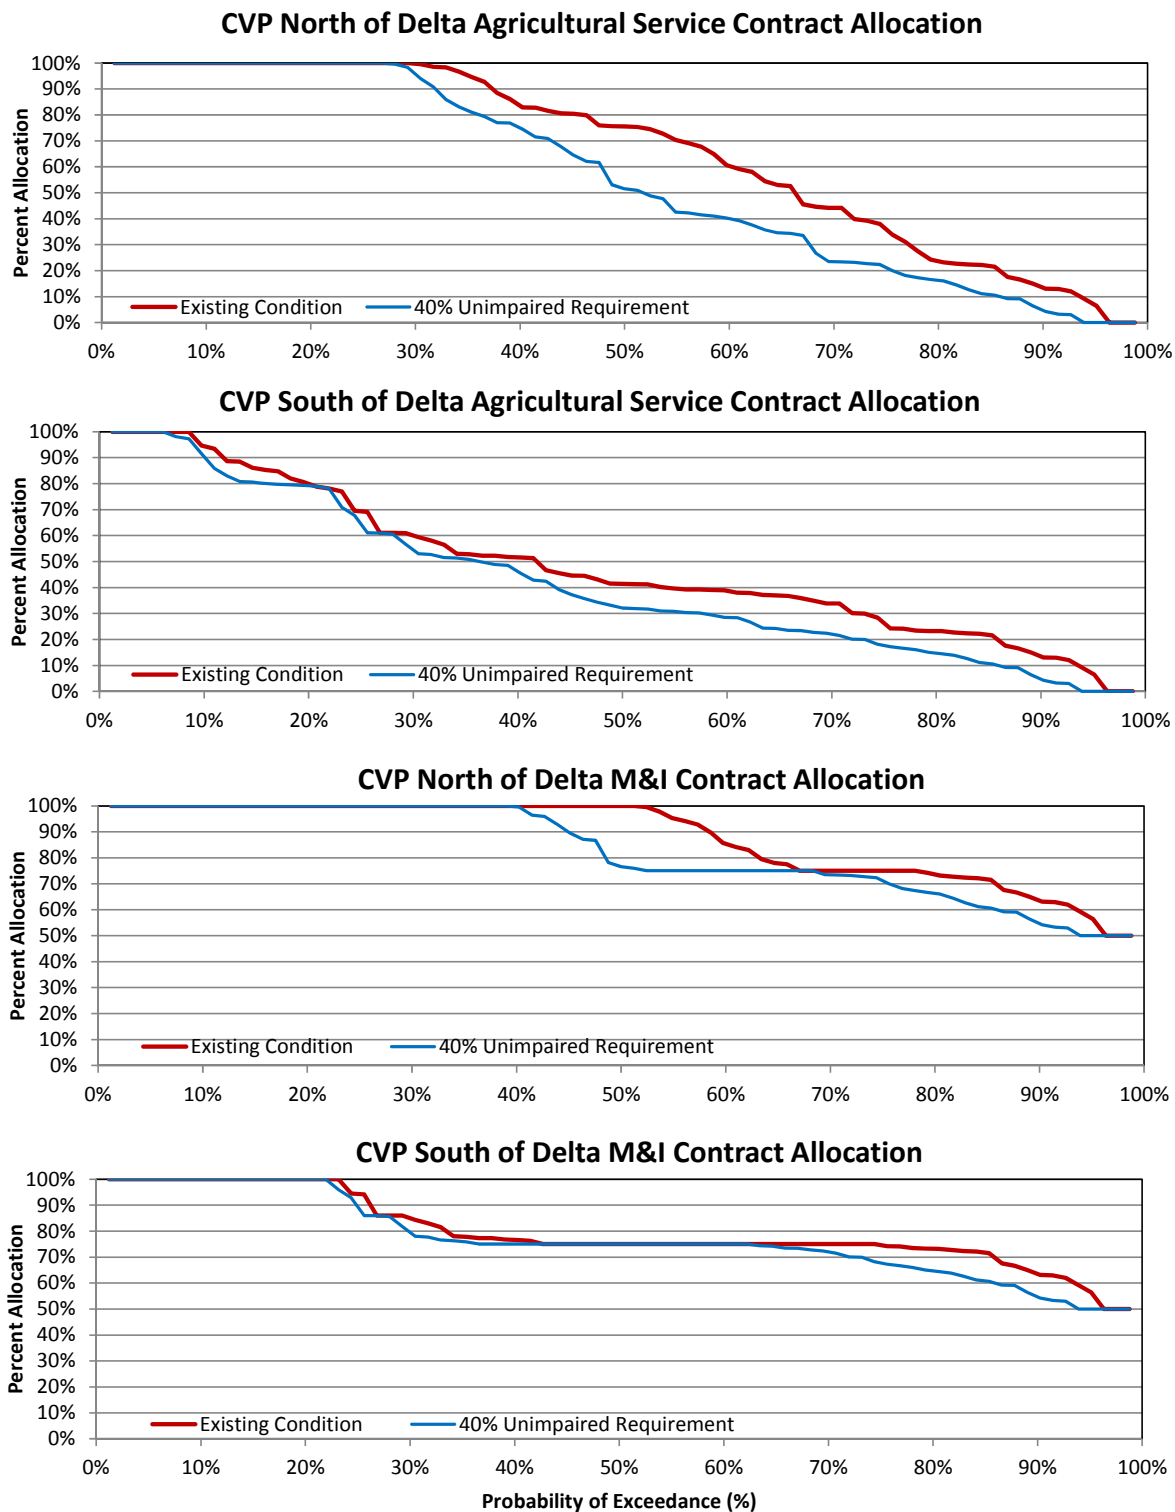 CVP North of Delta Agricultural Service Contract Allocation
100%
90%
80%
70%
60%
50%
40%
30%
20%
10%
0%
Percent Allocation
Existing Condition 40% Unimpaired Requirement
0% 10% 20% 30% 40% 50% 60% 70% 80% 90% 100%
CVP South of Delta Agricultural Service Contract Allocation
100%
90%
80%
70%
60%
50%
40%
30%
20%
10%
0%
Percent Allocation
Existing Condition 40% Unimpaired Requirement
0% 10% 20% 30% 40% 50% 60% 70% 80% 90% 100%
CVP North of Delta M&I Contract Allocation
100%
90%
80%
70%
60%
50%
40%
30%
20%
10%
0%
Percent Allocation
Existing Condition 40% Unimpaired Requirement
0% 10% 20% 30% 40% 50% 60% 70% 80% 90% 100%
CVP South of Delta M&I Contract Allocation
100%
90%
80%
70%
60%
50%
40%
30%
20%
10%
0%
Percent Allocation
Existing Condition 40% Unimpaired Requirement
0% 10% 20% 30% 40% 50% 60% 70% 80% 90% 100%
Probability of Exceedance (%)